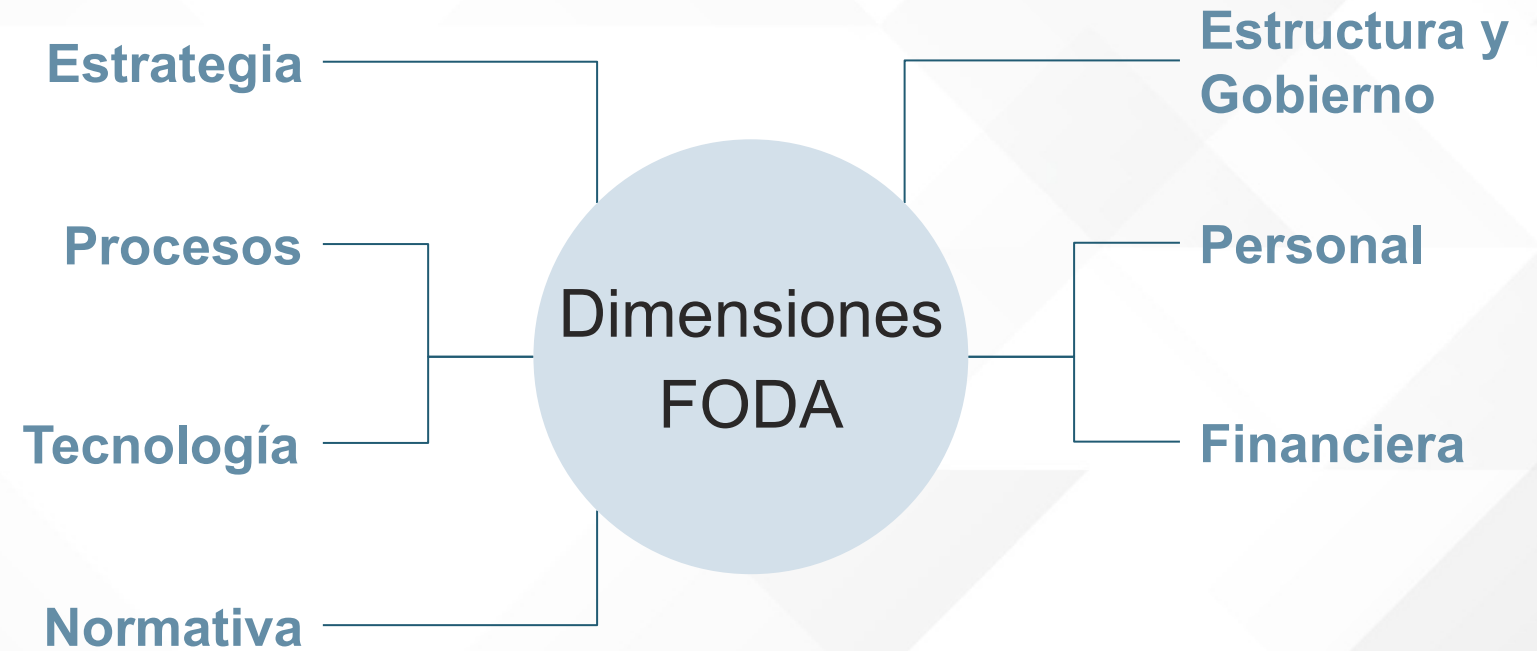 Estrategia
Procesos
Tecnología
Normativa
Dimensiones
FODA
Estructura y
Gobierno
Personal
Financiera